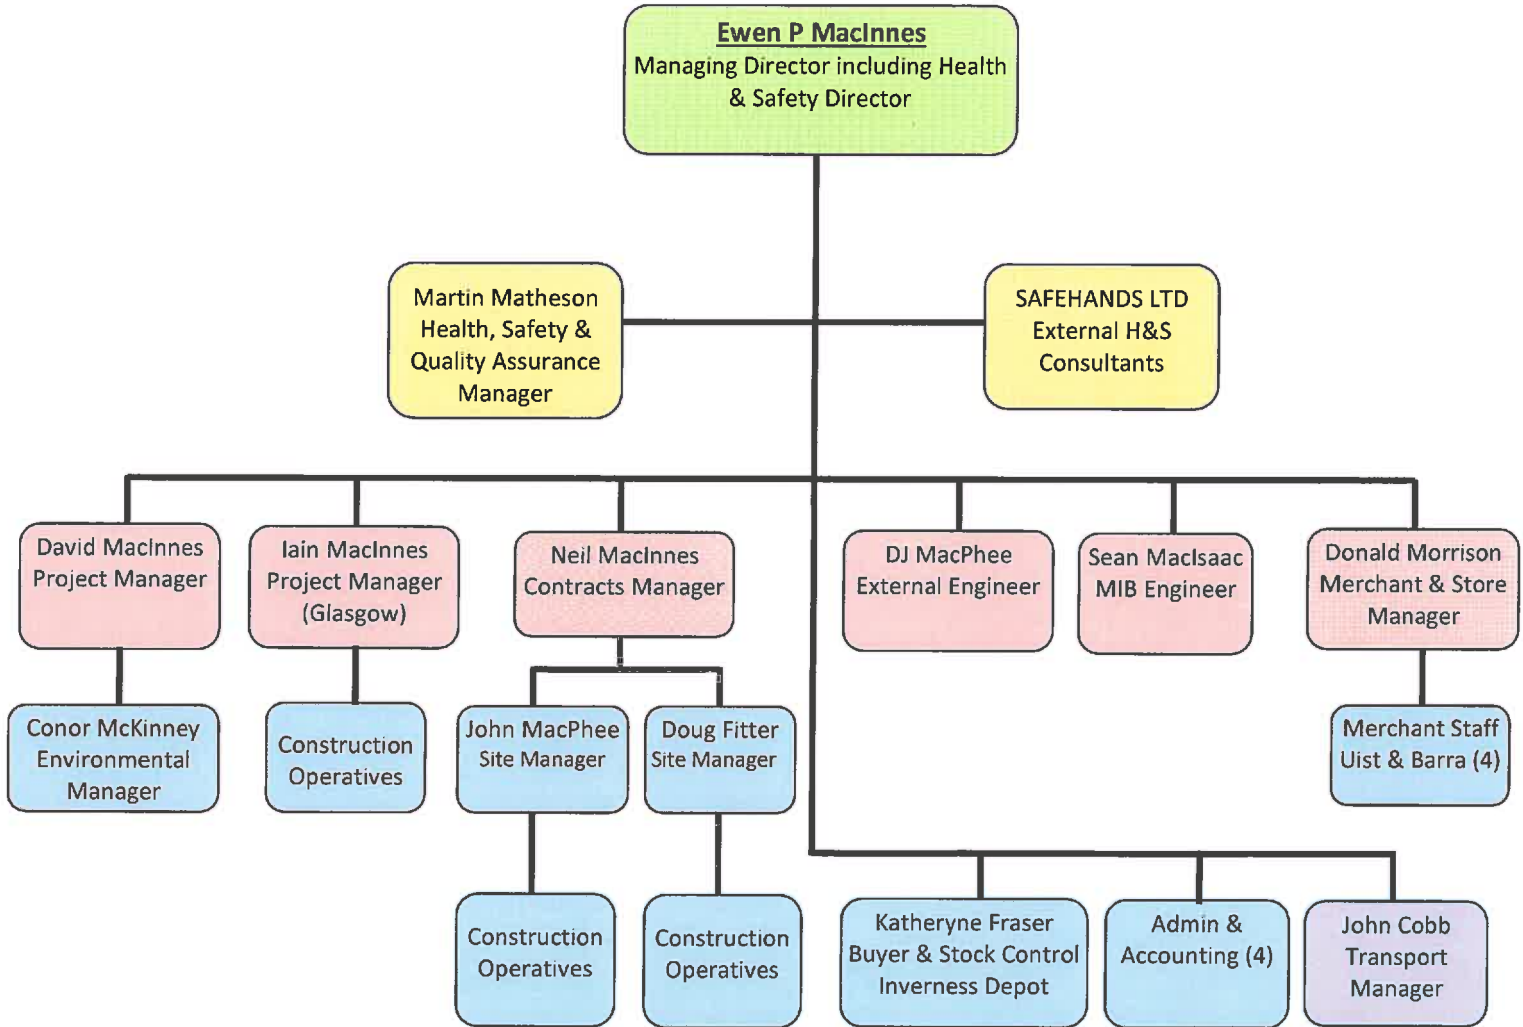 Ewen P MacInnes
Managing Director including Health
& Safety Director
Martin Matheson
Health, Safety &
Quality Assurance
Manager
SAFEHANDS LTD
External H&S
Consultants
David MacInnes
Project Manager
Iain MacInnes
Project Manager
(Glasgow)
Neil MacInnes
Contracts Manager
DJ MacPhee
External Engineer
Sean MacIsaac
MIB Engineer
Donald Morrison
Merchant & Store
Manager
Conor McKinney
Environmental
Manager
Construction
Operatives
John MacPhee
Site Manager
Doug Fitter
Site Manager
Merchant Staff
Uist & Barra (4)
Construction
Operatives
Construction
Operatives
Katheryne Fraser
Buyer & Stock Control
Inverness Depot
Admin &
Accounting (4)
John Cobb
Transport
Manager